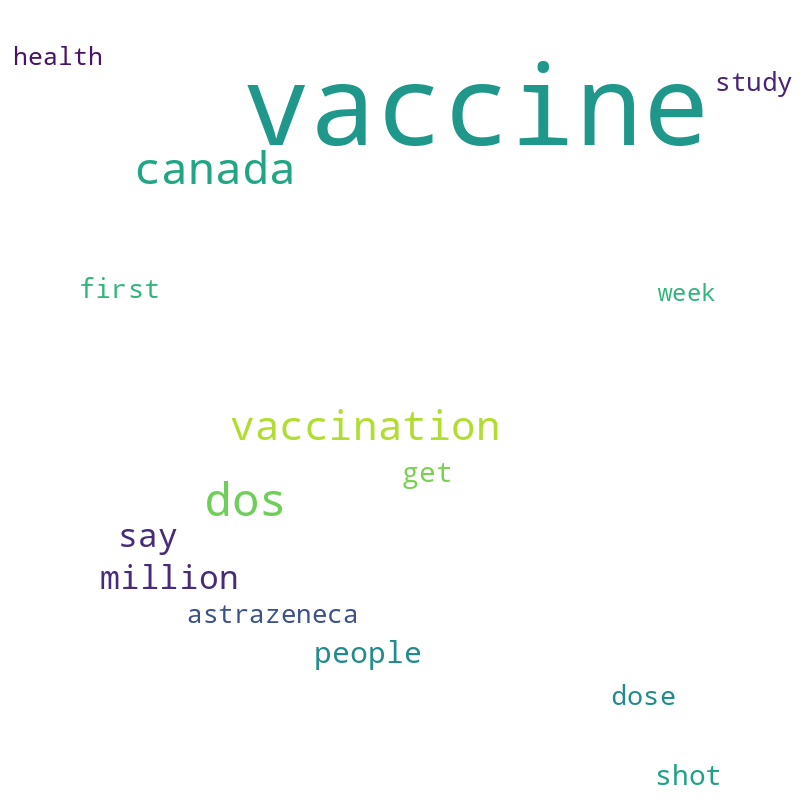 health
vaccine
study
canada
first
week
vaccination
get
dos
say
million
astrazeneca
people
dose
shot